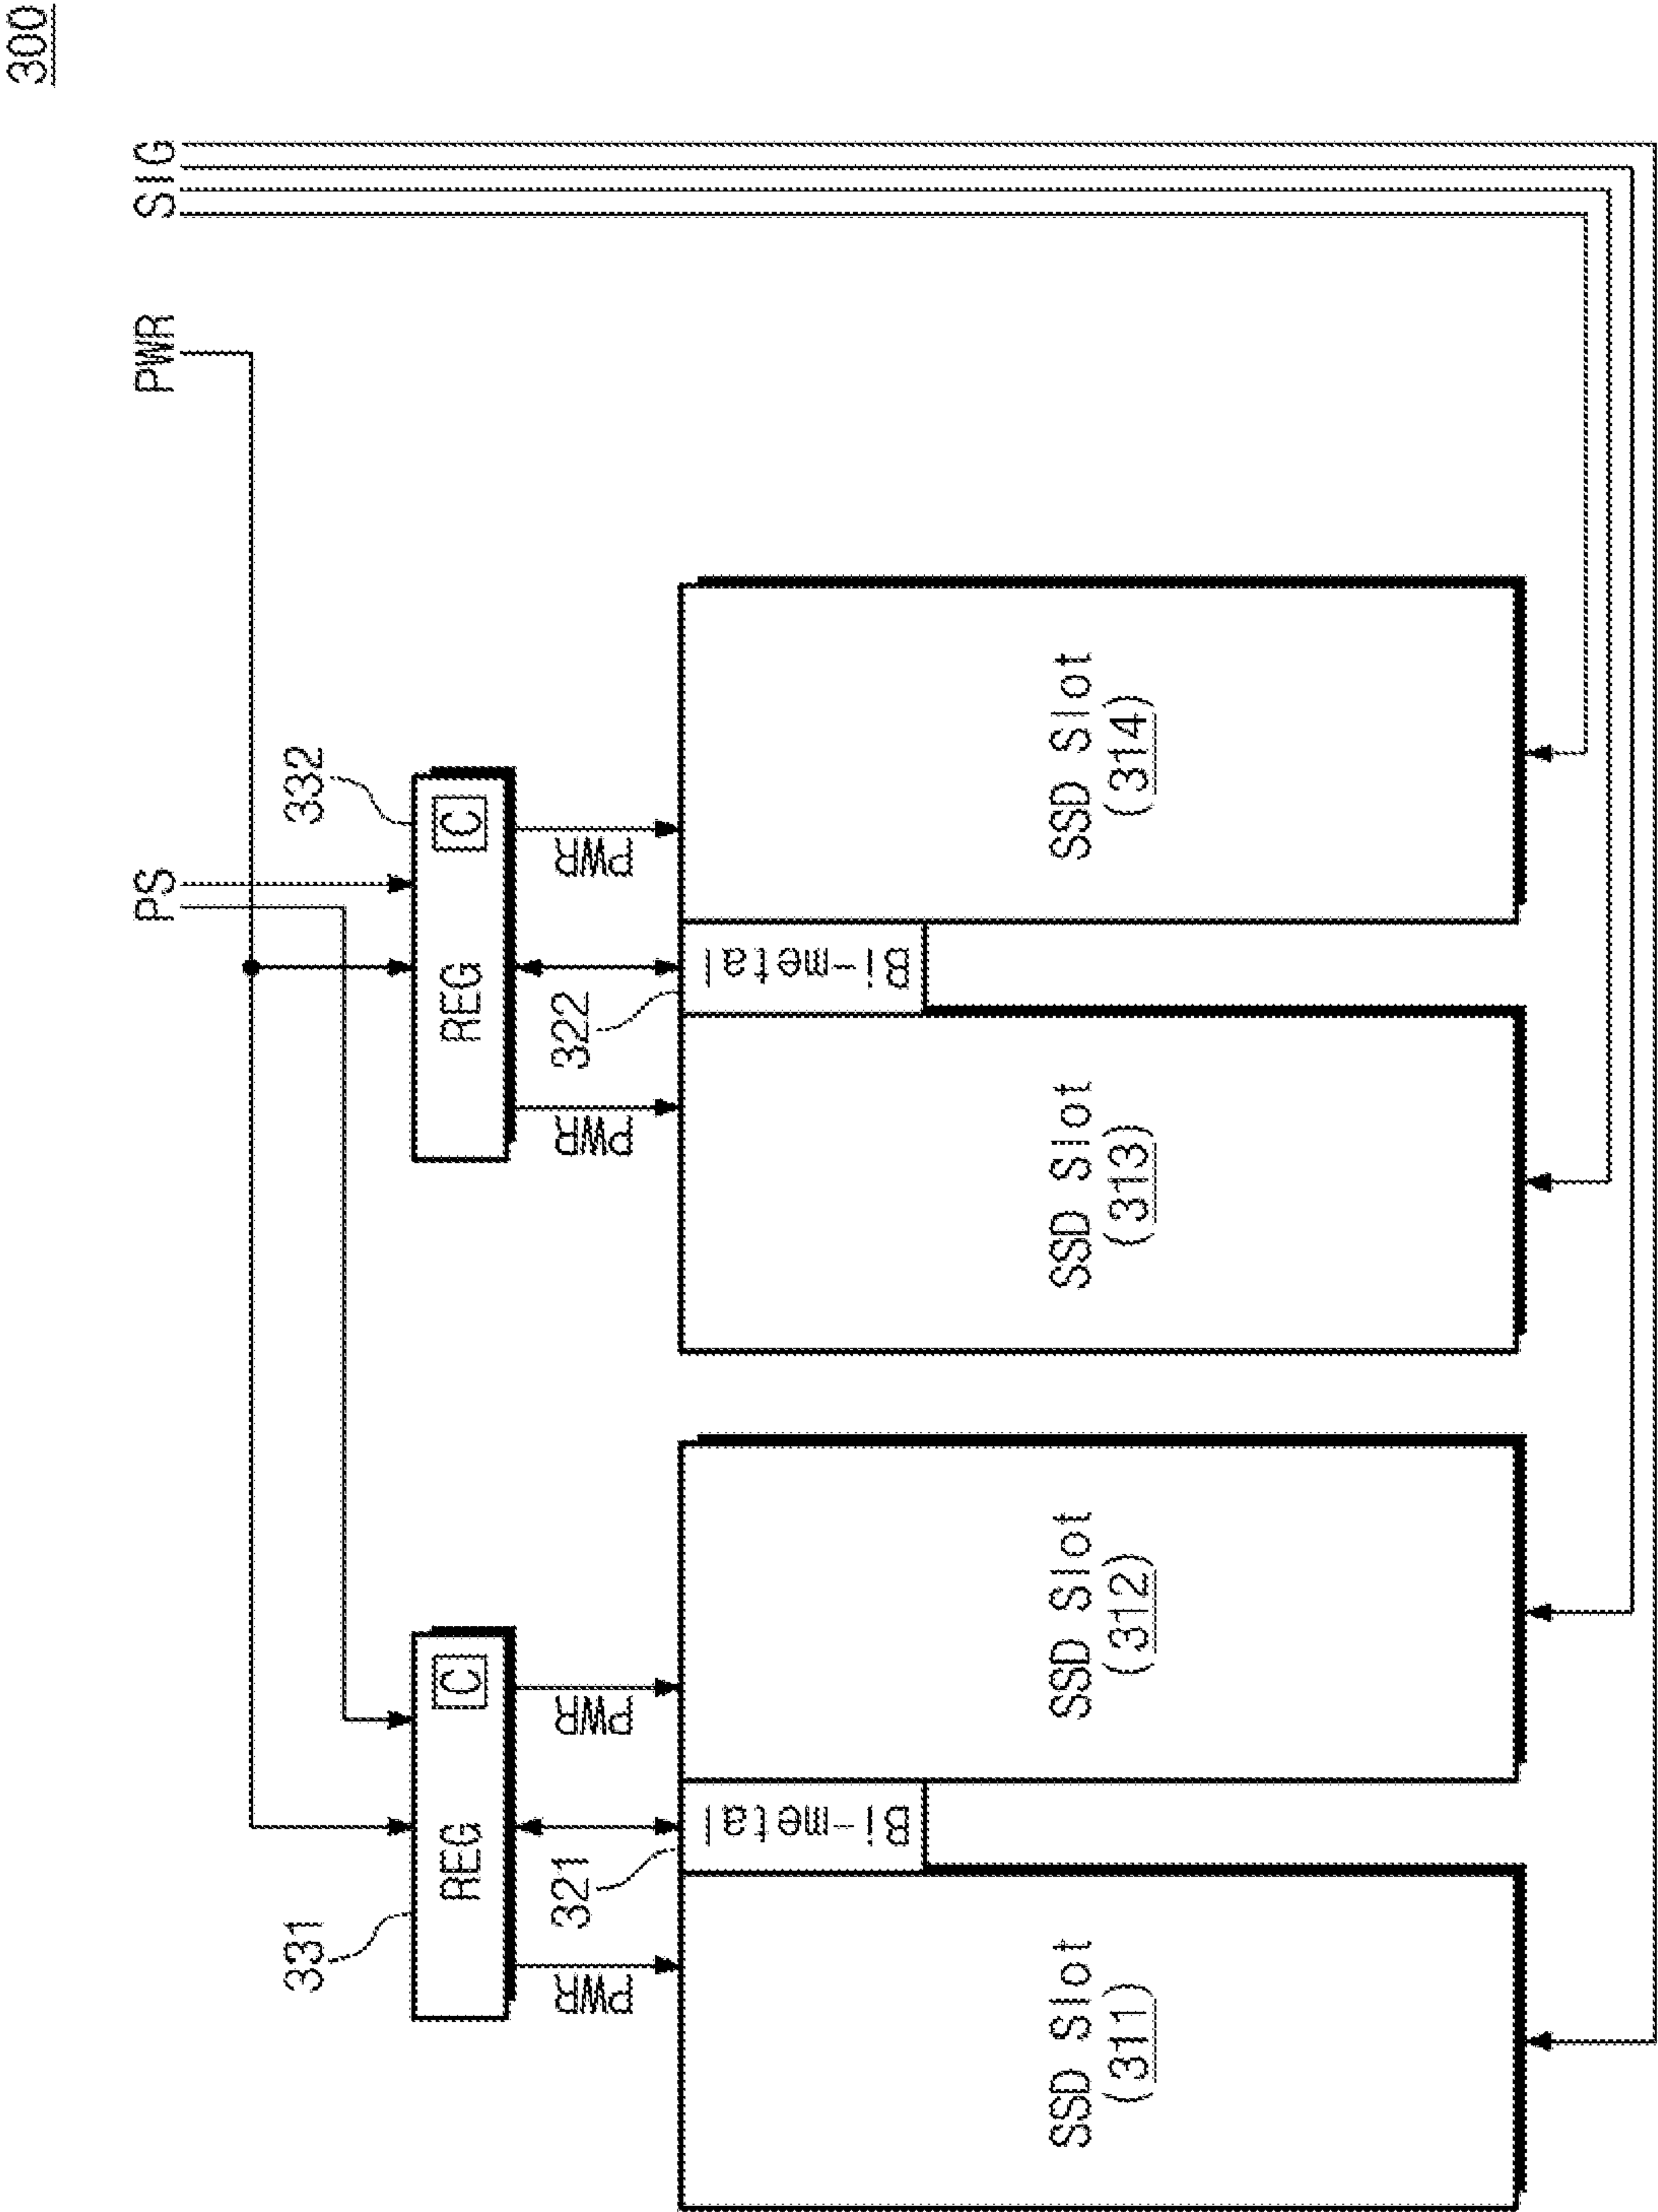 300
PS
PWR
SIG
331
REG
C
332
REG
C
PWR
321
PWR
PWR
322
PWR
Bi-metal
Bi-metal
SSD Slot
(311)
SSD Slot
(312)
SSD Slot
(313)
SSD Slot
(314)